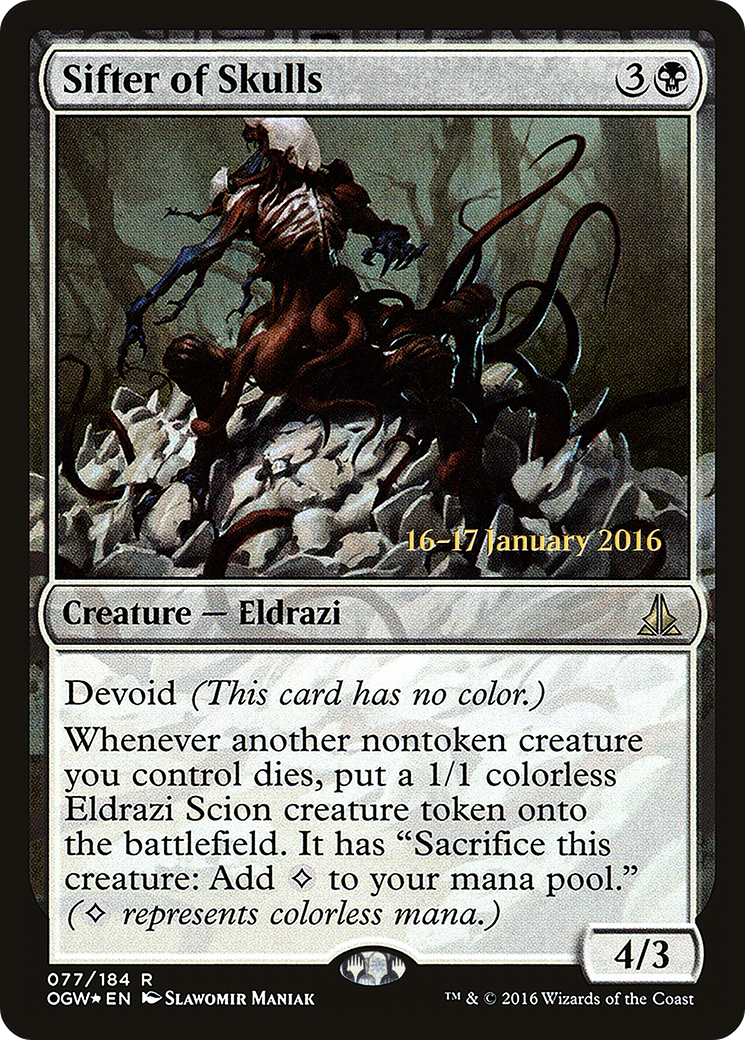 Sifter of Skulls 3
16–17 January 2016
Creature — Eldrazi
Devoid (This card has no color.)
Whenever another nontoken creature
you control dies, put a 1/1 colorless
Eldrazi Scion creature token onto
the battlefield. It has “Sacrifice this
creature: Add ◇ to your mana pool.”
(◇ represents colorless mana.)
4/3
077/184 R
OGW★EN Slawomir Maniak
™ & © 2016 Wizards of the Coast